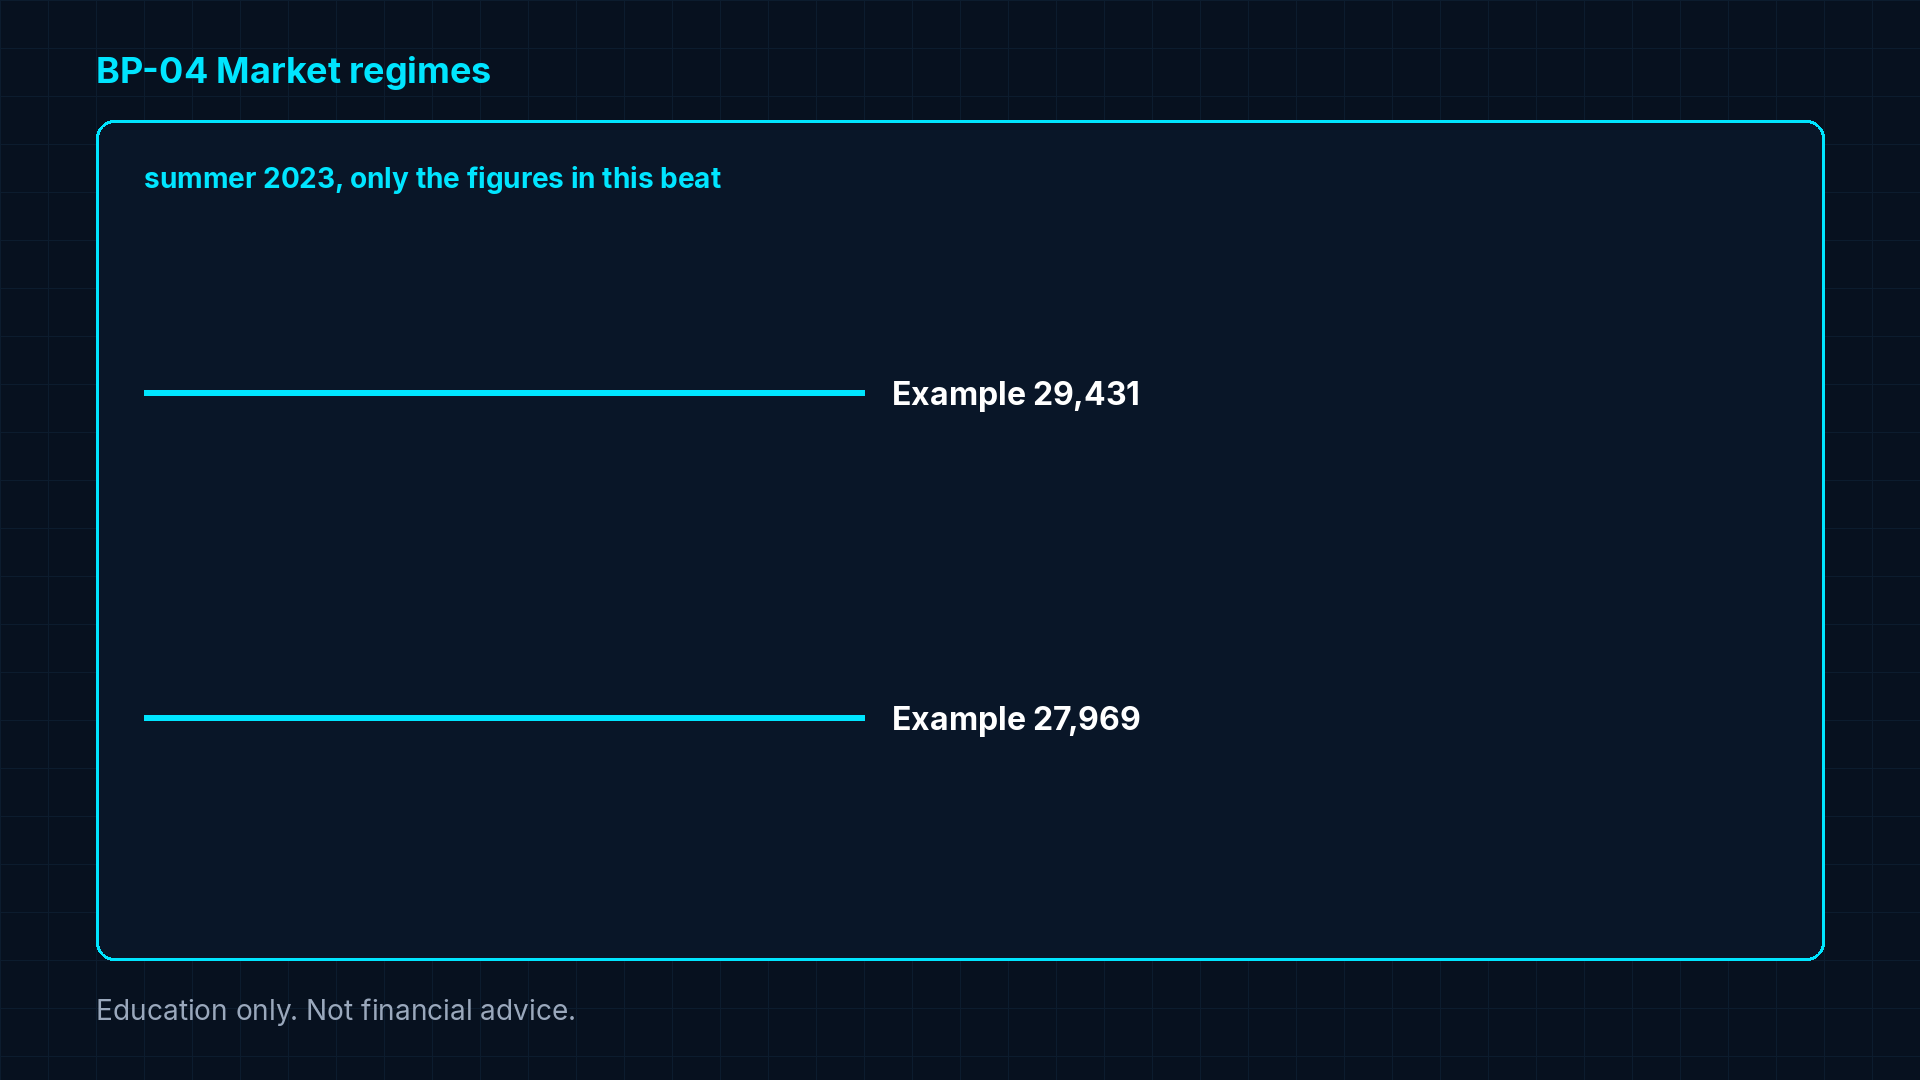 BP-04 Market regimes
summer 2023, only the figures in this beat
Example 29,431
Example 27,969
Education only. Not financial advice.